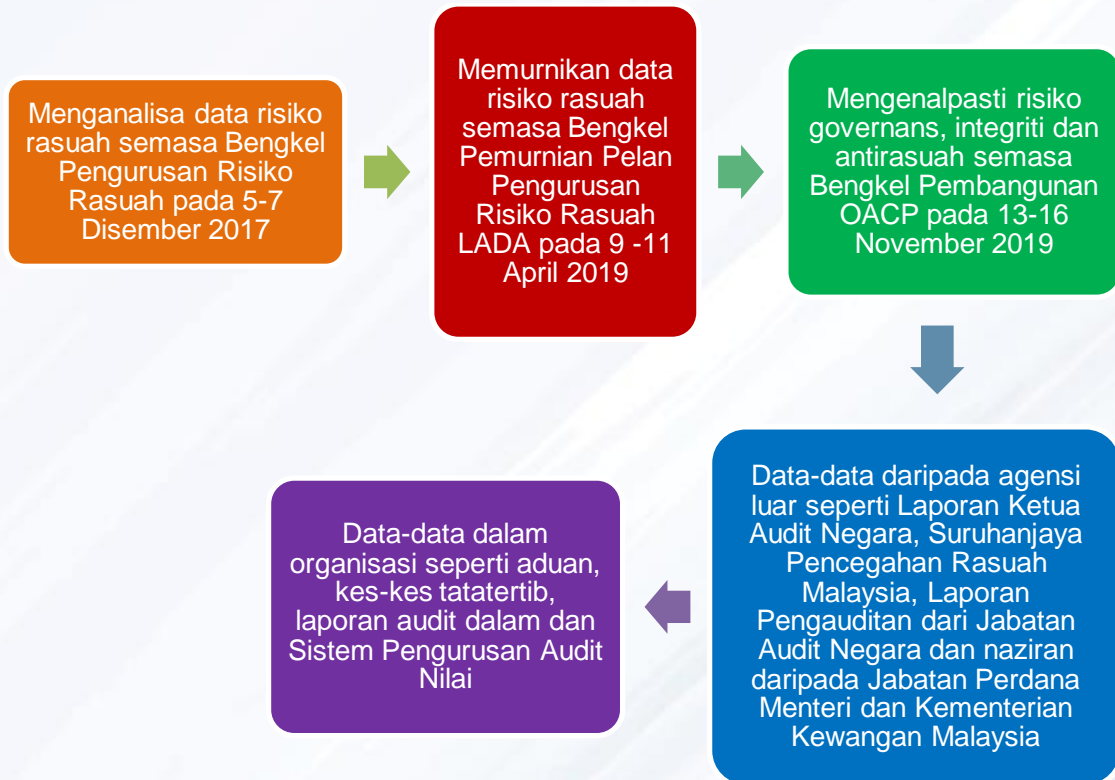 Menganalisa data risiko
rasuah semasa Bengkel
Pengurusan Risiko
Rasuah pada 5-7
Disember 2017
Memurnikan data
risiko rasuah
semasa Bengkel
Pemurnian Pelan
Pengurusan
Risiko Rasuah
LADA pada 9 -11
April 2019
Mengenalpasti risiko
governans, integriti dan
antirasuah semasa
Bengkel Pembangunan
OACP pada 13-16
November 2019
Data-data daripada agensi
luar seperti Laporan Ketua
Audit Negara, Suruhanjaya
Pencegahan Rasuah
Malaysia, Laporan
Pengauditan dari Jabatan
Audit Negara dan naziran
daripada Jabatan Perdana
Menteri dan Kementerian
Kewangan Malaysia
Data-data dalam
organisasi seperti aduan,
kes-kes tatatertib,
laporan audit dalam dan
Sistem Pengurusan Audit
Nilai